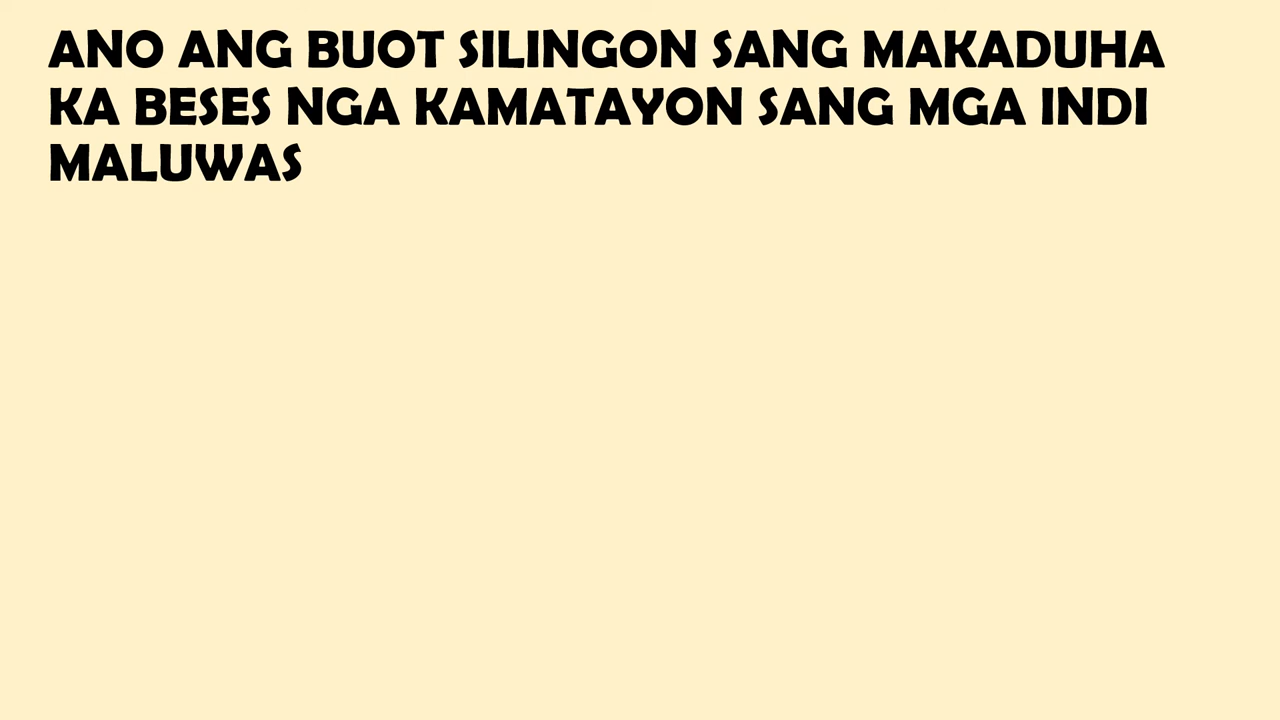 ANO ANG BUOT SILINGON SANG MAKADUHA
KA BESES NGA KAMATAYON SANG MGA INDI
MALUWAS